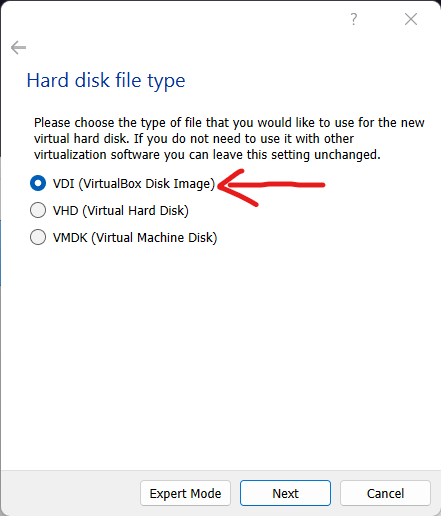 ?
Hard disk file type
Please choose the type of file that you would like to use for the new
virtual hard disk. If you do not need to use it with other
virtualization software you can leave this setting unchanged.
VDI (VirtualBox Disk Image)
VHD (Virtual Hard Disk)
VMDK (Virtual Machine Disk)
Expert Mode Next Cancel